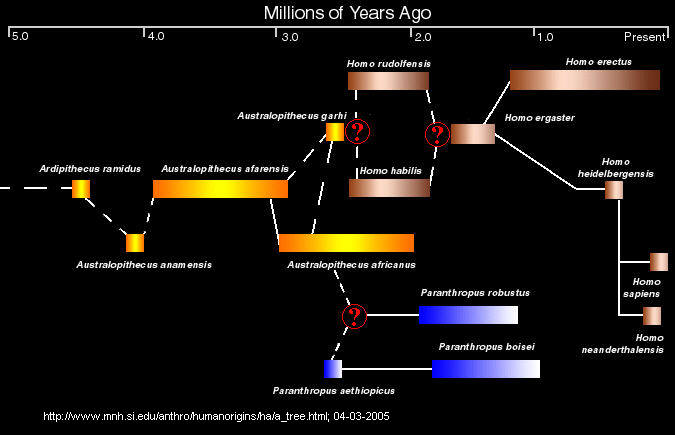 Millions of Years Ago
5.0 4.0 3.0 2.0 1.0 Present
Homo rudolfensis
Homo erectus
Australopithecus garhi
?
?
Homo ergaster
Ardipithecus ramidus
Australopithecus afarensis
Homo habilis
Homo
heidelbergensis
Australopithecus anamensis
Australopithecus africanus
Homo
sapiens
Paranthropus robustus
?
Homo
neanderthalensis
Paranthropus boisei
Paranthropus aethiopicus
http://www.mnh.si.edu/anthro/humanorigins/ha/a_tree.html; 04-03-2005